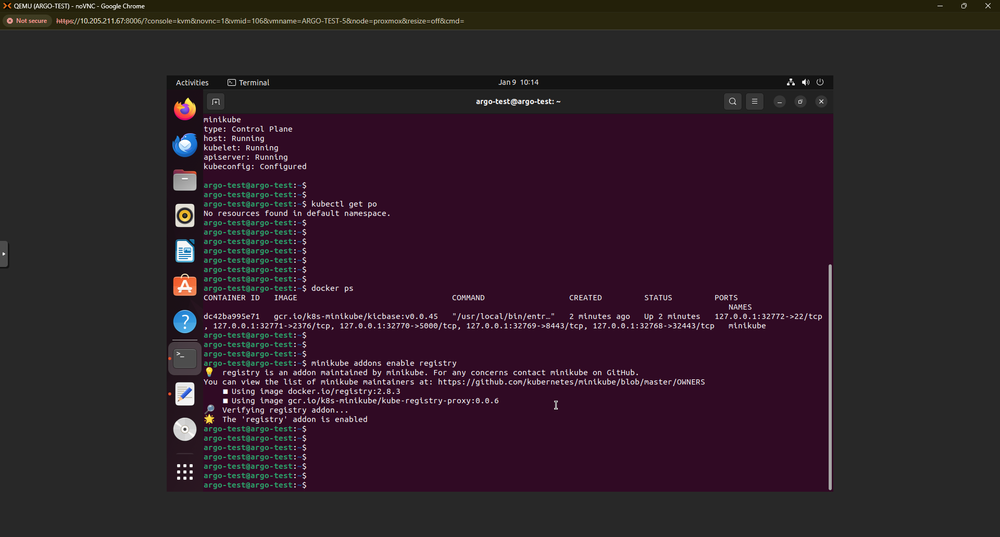 QEMU (ARGO-TEST) - noVNC - Google Chrome
Not secure https://10.205.211.67:8006/?console=kvm&novnc=1&vmid=106&vmname=ARGO-TEST-5&node=proxmox&resize=off&cmd=
Activities Terminal Jan 9 10:14
argo-test@argo-test: ~
minikube
type: Control Plane
host: Running
kubelet: Running
apiserver: Running
kubeconfig: Configured
argo-test@argo-test:~$
argo-test@argo-test:~$
argo-test@argo-test:~$ kubectl get po
No resources found in default namespace.
argo-test@argo-test:~$
argo-test@argo-test:~$
argo-test@argo-test:~$
argo-test@argo-test:~$
argo-test@argo-test:~$
argo-test@argo-test:~$
argo-test@argo-test:~$
argo-test@argo-test:~$ docker ps
CONTAINER ID IMAGE COMMAND CREATED STATUS PORTS
NAMES
dc42ba995e71 gcr.io/k8s-minikube/kicbase:v0.0.45 "/usr/local/bin/entr…" 2 minutes ago Up 2 minutes 127.0.0.1:32772->22/tcp
, 127.0.0.1:32771->2376/tcp, 127.0.0.1:32770->5000/tcp, 127.0.0.1:32769->8443/tcp, 127.0.0.1:32768->32443/tcp minikube
argo-test@argo-test:~$
argo-test@argo-test:~$
argo-test@argo-test:~$
argo-test@argo-test:~$ minikube addons enable registry
💡 registry is an addon maintained by minikube. For any concerns contact minikube on GitHub.
You can view the list of minikube maintainers at: https://github.com/kubernetes/minikube/blob/master/OWNERS
■ Using image docker.io/registry:2.8.3
■ Using image gcr.io/k8s-minikube/kube-registry-proxy:0.0.6
🔎 Verifying registry addon...
🌟 The 'registry' addon is enabled
argo-test@argo-test:~$
argo-test@argo-test:~$
argo-test@argo-test:~$
argo-test@argo-test:~$
argo-test@argo-test:~$
argo-test@argo-test:~$
argo-test@argo-test:~$